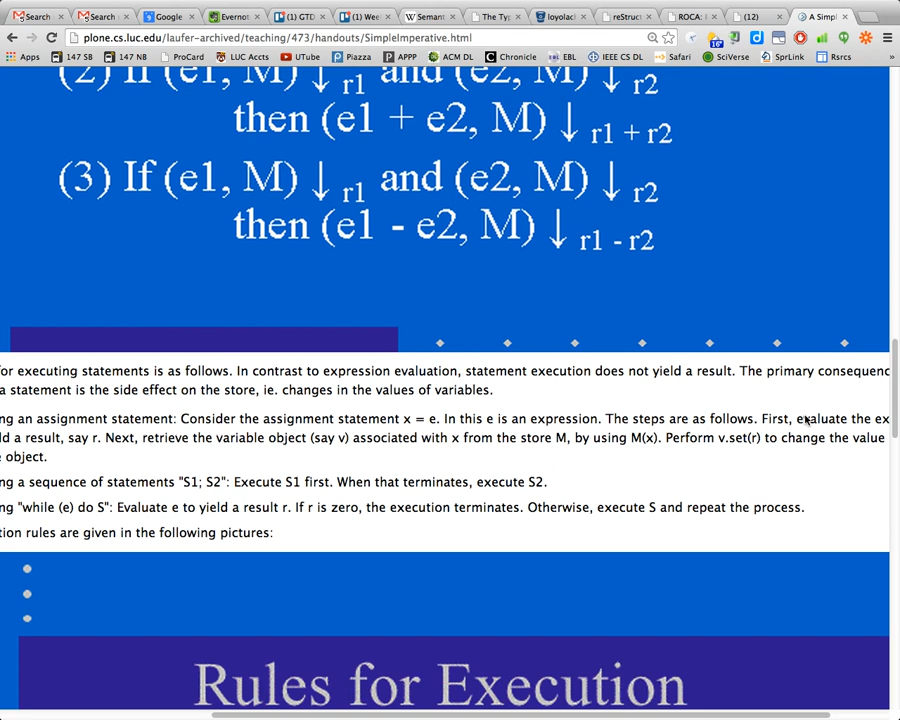 Search
Search
Google
Evernot
(1) GTD
(1) Wee
Semant
The Typ
loyolacl
reStruct
ROCA: I
(12)
A Simpl
plone.cs.luc.edu/laufer-archived/teaching/473/handouts/SimpleImperative.html
Apps
147 SB
147 NB
ProCard
LUC Accts
UTube
Piazza
APPP
ACM DL
Chronicle
EBL
IEEE CS DL
Safari
SciVerse
SprLink
Rsrcs
»
(2) If (e1, M) ↓ r1 and (e2, M) ↓ r2
then (e1 + e2, M) ↓ r1 + r2
(3) If (e1, M) ↓ r1 and (e2, M) ↓ r2
then (e1 - e2, M) ↓ r1 - r2
for executing statements is as follows. In contrast to expression evaluation, statement execution does not yield a result. The primary consequenc
a statement is the side effect on the store, ie. changes in the values of variables.
ng an assignment statement: Consider the assignment statement x = e. In this e is an expression. The steps are as follows. First, evaluate the ex
ld a result, say r. Next, retrieve the variable object (say v) associated with x from the store M, by using M(x). Perform v.set(r) to change the value
e object.
ng a sequence of statements "S1; S2": Execute S1 first. When that terminates, execute S2.
ng "while (e) do S": Evaluate e to yield a result r. If r is zero, the execution terminates. Otherwise, execute S and repeat the process.
tion rules are given in the following pictures:
Rules for Execution